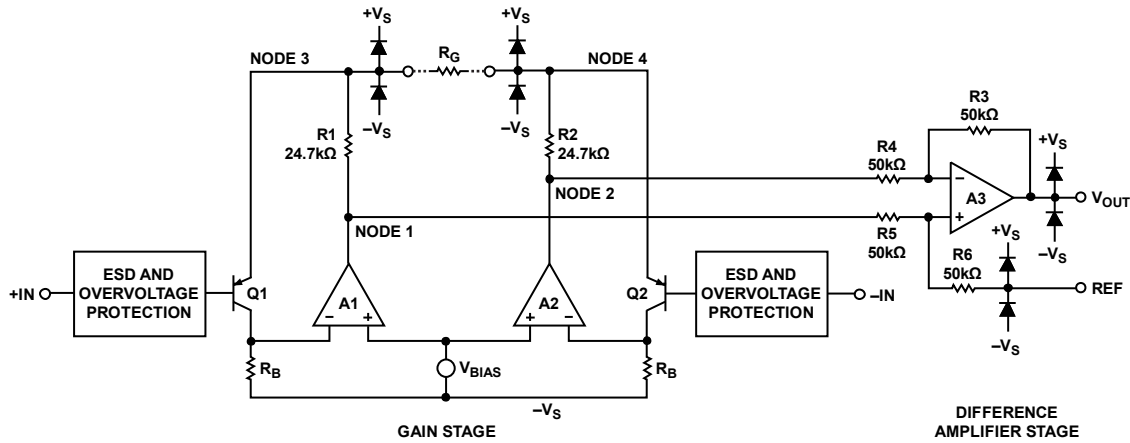 +VS
+VS
NODE 3
RG
NODE 4
–VS
–VS
R1
24.7kΩ
R2
24.7kΩ
R3
50kΩ
R4
50kΩ
+VS
NODE 2
–
A3
+
VOUT
NODE 1
R5
50kΩ
–VS
+VS
R6
50kΩ
REF
–VS
+IN
ESD AND
OVERVOLTAGE
PROTECTION
Q1
A1
–
+
A2
+
–
Q2
ESD AND
OVERVOLTAGE
PROTECTION
–IN
RB
VBIAS
RB
–VS
GAIN STAGE
DIFFERENCE
AMPLIFIER STAGE